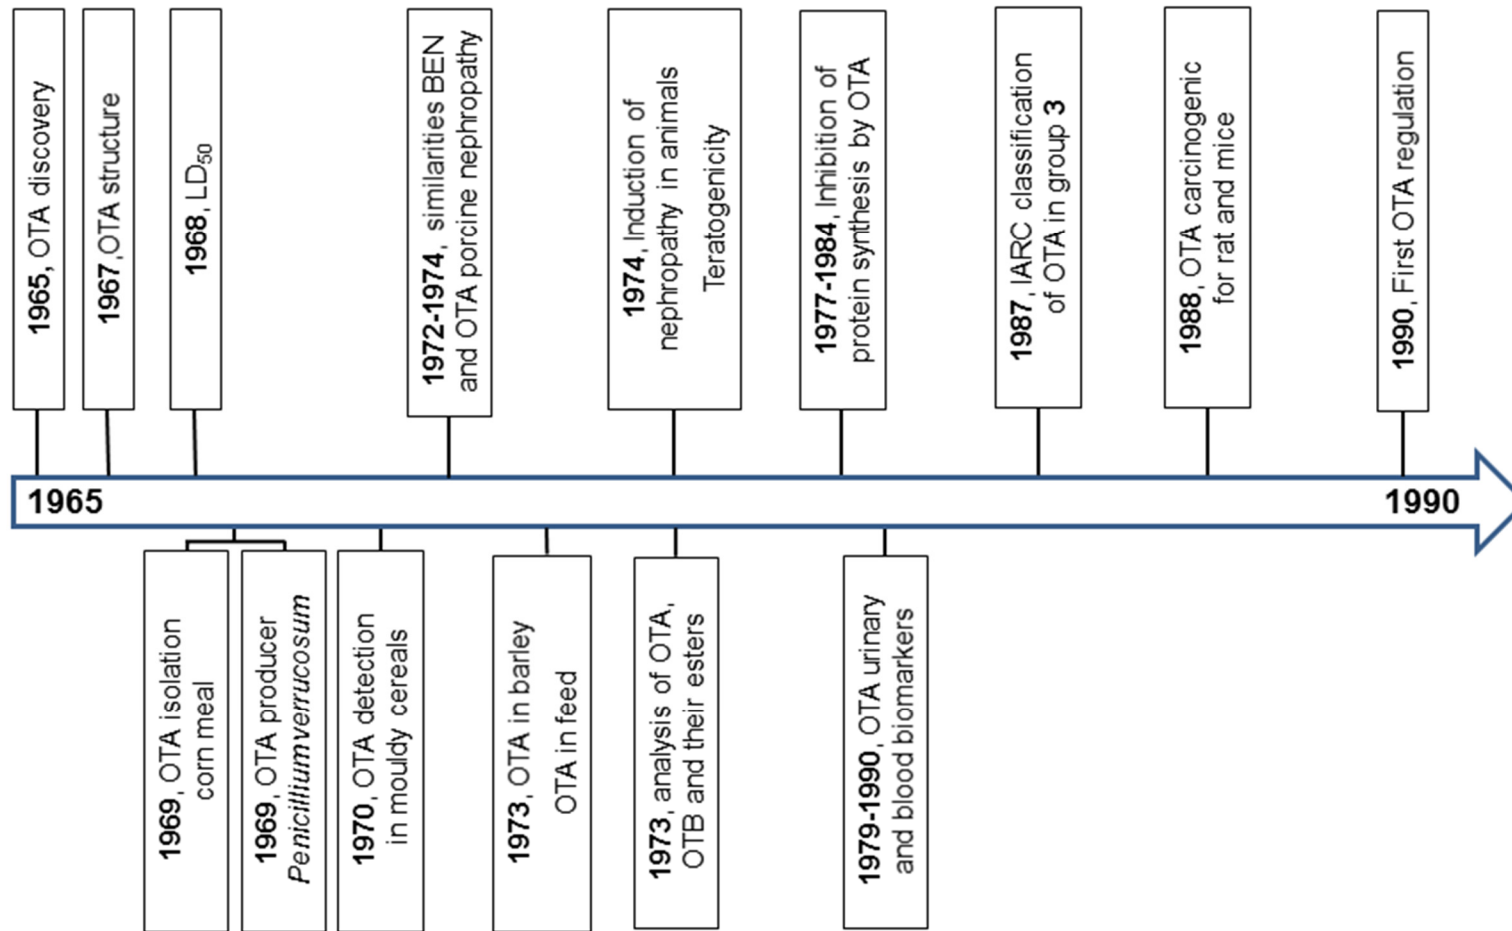 1965, OTA discovery
1967,OTA structure
1968, LD50
1972-1974, similarities BEN
and OTA porcine nephropathy
1974, Induction of
nephropathy in animals
Teratogenicity
1977-1984, Inhibition of
protein synthesis by OTA
1987, IARC classification
of OTA in group 3
1988, OTA carcinogenic
for rat and mice
1990, First OTA regulation
1965
1990
1969, OTA isolation
corn meal
1969, OTA producer
Penicilliumverrucosum
1970, OTA detection
in mouldy cereals
1973, OTA in barley
OTA in feed
1973, analysis of OTA,
OTB and their esters
1979-1990, OTA urinary
and blood biomarkers